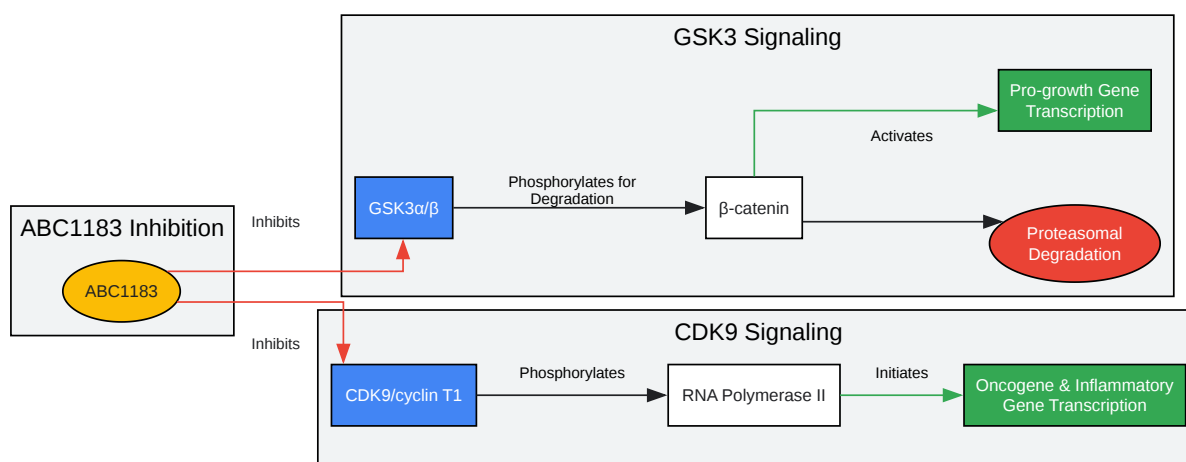 GSK3 Signaling
Pro-growth Gene
Transcription
Activates
Phosphorylates for
Degradation
GSK3α/β
β-catenin
Proteasomal
Degradation
ABC1183 Inhibition
ABC1183
Inhibits
Inhibits
CDK9 Signaling
CDK9/cyclin T1
Phosphorylates
RNA Polymerase II
Initiates
Oncogene & Inflammatory
Gene Transcription